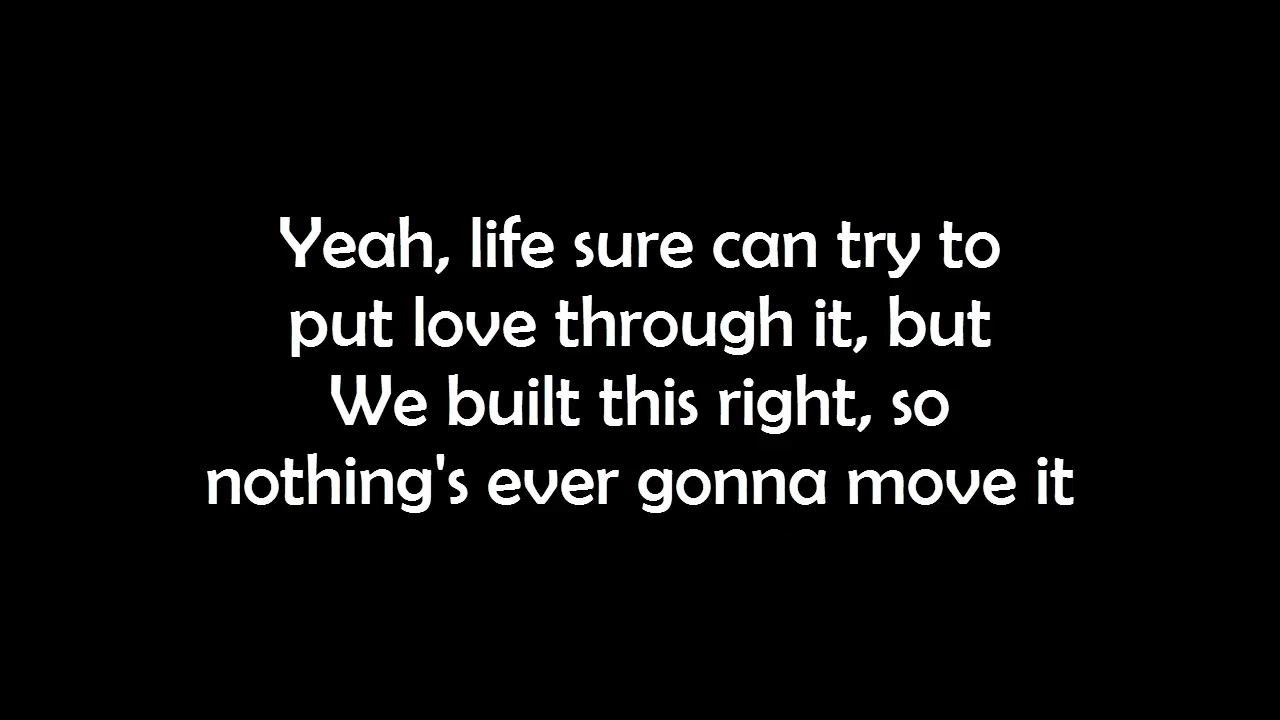 Yeah, life sure can try to
put love through it, but
We built this right, so
nothing's ever gonna move it